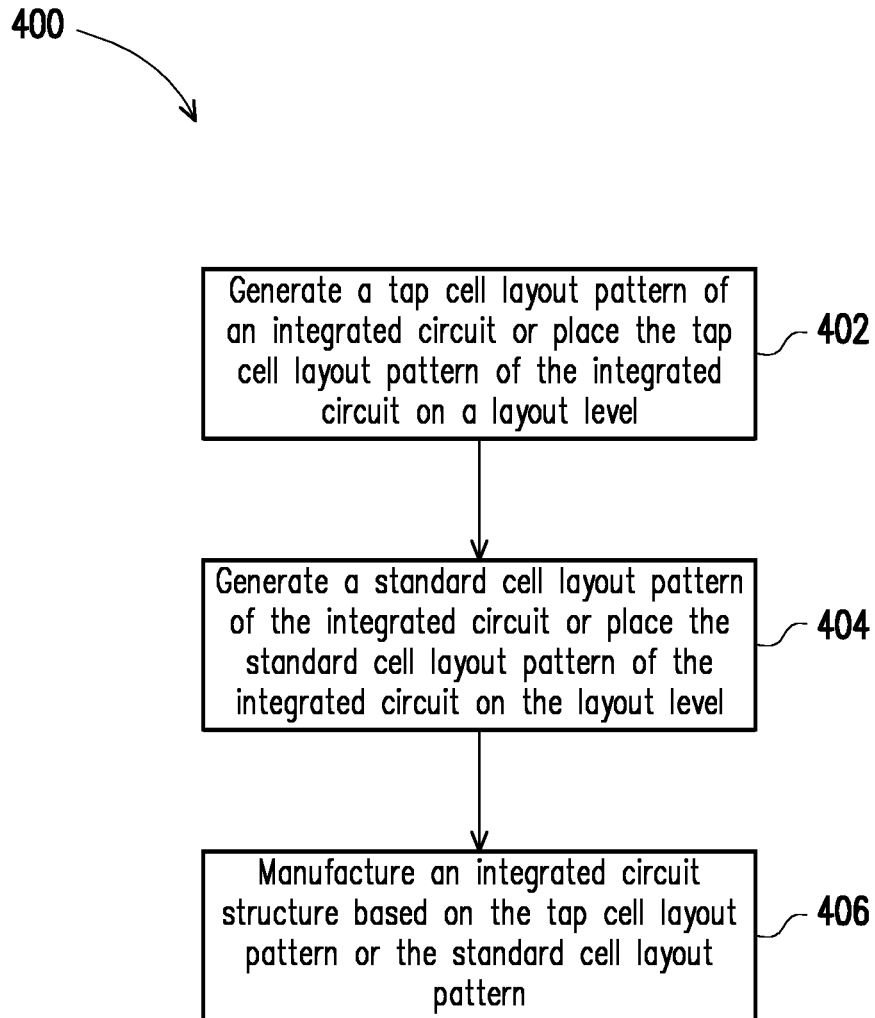 400
Generate a tap cell layout pattern of
an integrated circuit or place the tap
cell layout pattern of the integrated
circuit on a layout level
402
Generate a standard cell layout pattern
of the integrated circuit or place the
standard cell layout pattern of the
integrated circuit on the layout level
404
Manufacture an integrated circuit
structure based on the tap cell layout
pattern or the standard cell layout
pattern
406